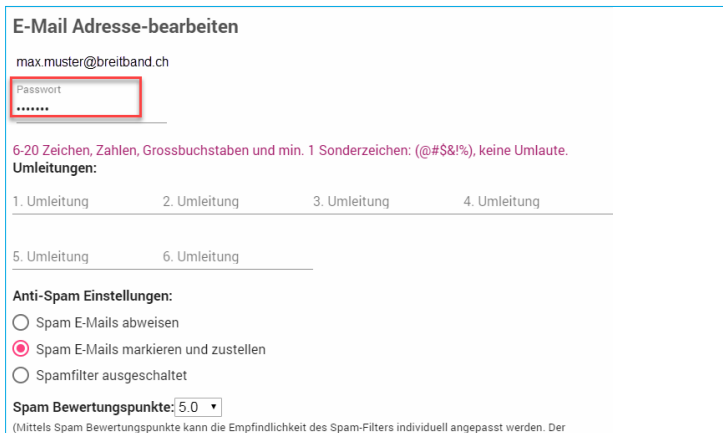 E-Mail Adresse-bearbeiten
max.muster@breitband.ch
Passwort
•••••••
6-20 Zeichen, Zahlen, Grossbuchstaben und min. 1 Sonderzeichen: (@#$&!%), keine Umlaute.
Umleitungen:
1. Umleitung 2. Umleitung 3. Umleitung 4. Umleitung
5. Umleitung 6. Umleitung
Anti-Spam Einstellungen:
Spam E-Mails abweisen
Spam E-Mails markieren und zustellen
Spamfilter ausgeschaltet
Spam Bewertungspunkte: 5.0
(Mittels Spam Bewertungspunkte kann die Empfindlichkeit des Spam-Filters individuell angepasst werden. Der